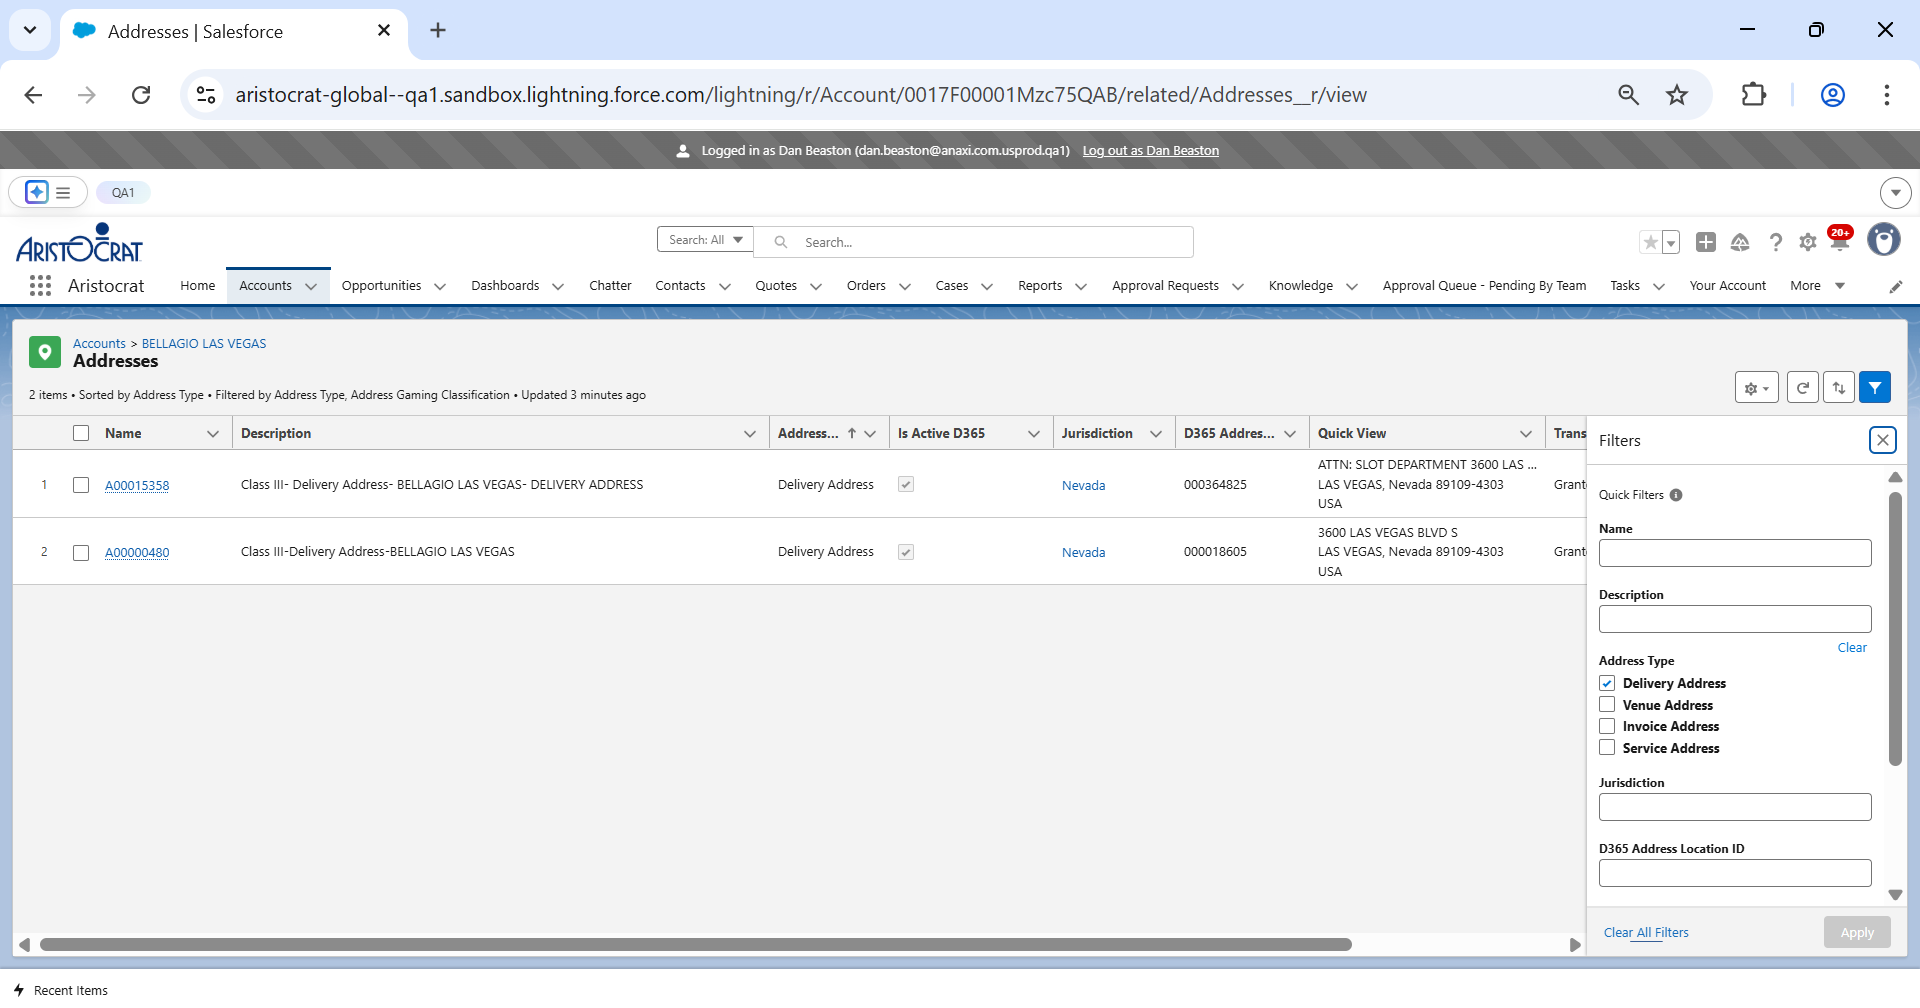 Addresses | Salesforce
aristocrat-global--qa1.sandbox.lightning.force.com/lightning/r/Account/0017F00001Mzc75QAB/related/Addresses__r/view
Logged in as Dan Beaston (dan.beaston@anaxi.com.usprod.qa1) Log out as Dan Beaston
QA1
ARISTOCRAT
Search: All
Search...
20+
Aristocrat
Home
Accounts
Opportunities
Dashboards
Chatter
Contacts
Quotes
Orders
Cases
Reports
Approval Requests
Knowledge
Approval Queue - Pending By Team
Tasks
Your Account
More
Accounts > BELLAGIO LAS VEGAS
Addresses
2 items • Sorted by Address Type • Filtered by Address Type, Address Gaming Classification • Updated 3 minutes ago
Name
Description
Address...
Is Active D365
Jurisdiction
D365 Addres...
Quick View
Trans
1
A00015358
Class III- Delivery Address- BELLAGIO LAS VEGAS- DELIVERY ADDRESS
Delivery Address
Nevada
000364825
ATTN: SLOT DEPARTMENT 3600 LAS ...
LAS VEGAS, Nevada 89109-4303
USA
Grant
2
A00000480
Class III-Delivery Address-BELLAGIO LAS VEGAS
Delivery Address
Nevada
000018605
3600 LAS VEGAS BLVD S
LAS VEGAS, Nevada 89109-4303
USA
Grant
Filters
Quick Filters
Name
Description
Clear
Address Type
Delivery Address
Venue Address
Invoice Address
Service Address
Jurisdiction
D365 Address Location ID
Clear All Filters
Apply
Recent Items